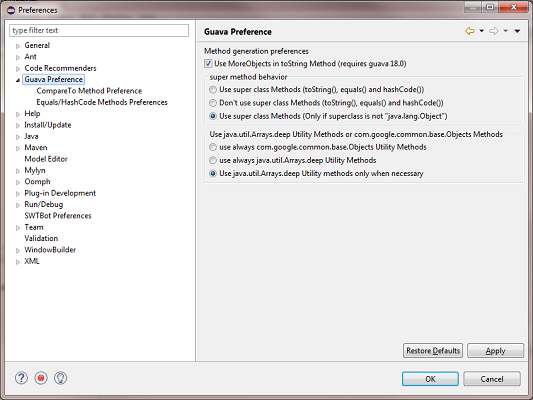 Preferences
type filter text
General
Ant
Code Recommenders
Guava Preference
CompareTo Method Preference
Equals/HashCode Methods Preferences
Help
Install/Update
Java
Maven
Model Editor
Mylyn
Oomph
Plug-in Development
Run/Debug
SWTBot Preferences
Team
Validation
WindowBuilder
XML
Guava Preference
Method generation preferences
Use MoreObjects in toString Method (requires guava 18.0)
super method behavior
Use super class Methods (toString(), equals() and hashCode())
Don't use super class Methods (toString(), equals() and hashCode())
Use super class Methods (Only if superclass is not "java.lang.Object")
Use java.util.Arrays.deep Utility Methods or com.google.common.base.Objects Methods
use always com.google.common.base.Objects Utility Methods
use always java.util.Arrays.deep Utility Methods
Use java.util.Arrays.deep Utility methods only when necessary
Restore Defaults
Apply
OK
Cancel